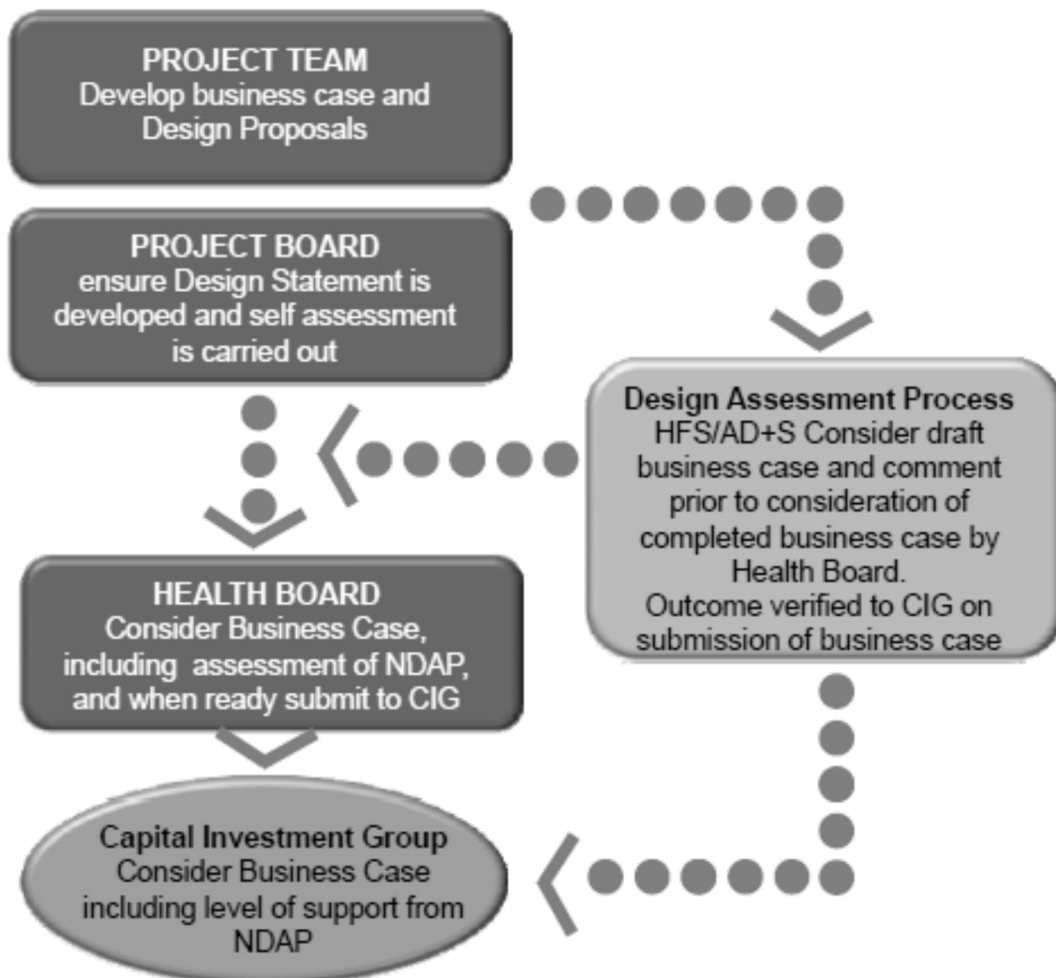 PROJECT TEAM
Develop business case and
Design Proposals
PROJECT BOARD
ensure Design Statement is
developed and self assessment
is carried out
Design Assessment Process
HFS/AD+S Consider draft
business case and comment
prior to consideration of
completed business case by
Health Board.
Outcome verified to CIG on
submission of business case
HEALTH BOARD
Consider Business Case,
including assessment of NDAP,
and when ready submit to CIG
Capital Investment Group
Consider Business Case
including level of support from
NDAP